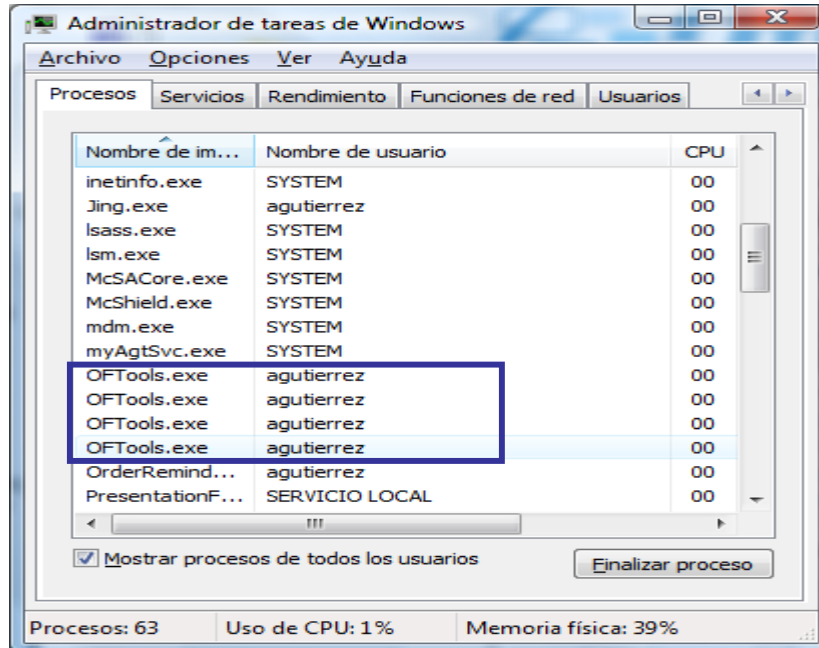 Administrador de tareas de Windows
Archivo Opciones Ver Ayuda
Procesos Servicios Rendimiento Funciones de red Usuarios
Nombre de im... Nombre de usuario CPU
inetinfo.exe SYSTEM 00
Jing.exe agutierrez 00
lsass.exe SYSTEM 00
lsm.exe SYSTEM 00
McSACore.exe SYSTEM 00
McShield.exe SYSTEM 00
mdm.exe SYSTEM 00
myAgtSvc.exe SYSTEM 00
OFTools.exe agutierrez 00
OFTools.exe agutierrez 00
OFTools.exe agutierrez 00
OFTools.exe agutierrez 00
OrderRemind... agutierrez 00
PresentationF... SERVICIO LOCAL 00
Mostrar procesos de todos los usuarios Finalizar proceso
Procesos: 63 Uso de CPU: 1% Memoria física: 39%